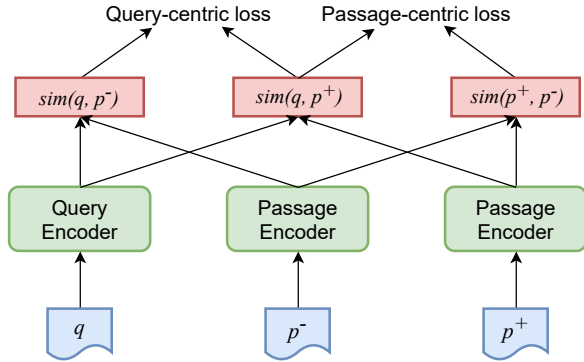 Query-centric loss
Passage-centric loss
sim(q, p⁻)
sim(q, p⁺)
sim(p⁺, p⁻)
Query
Encoder
Passage
Encoder
Passage
Encoder
q
p⁻
p⁺